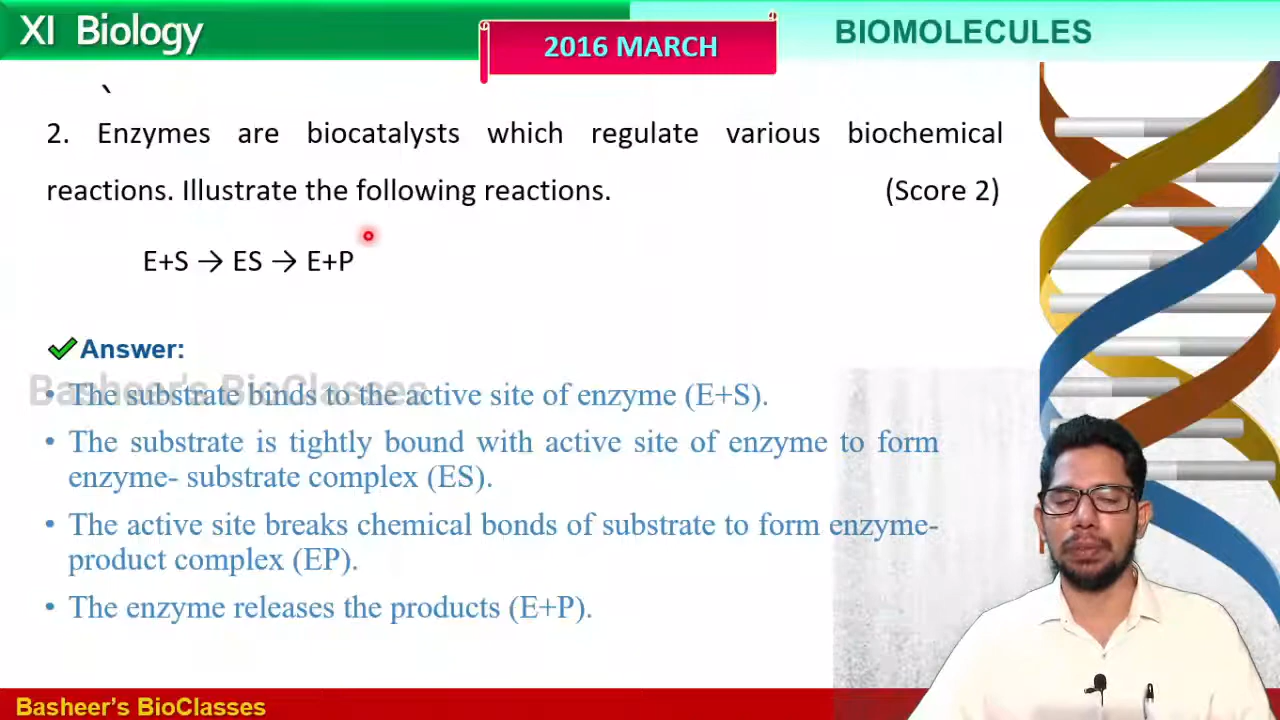 XI Biology
2016 MARCH
BIOMOLECULES
2. Enzymes are biocatalysts which regulate various biochemical
reactions. Illustrate the following reactions. (Score 2)
E+S → ES → E+P
Answer:
Basheer's BioClasses
• The substrate binds to the active site of enzyme (E+S).
• The substrate is tightly bound with active site of enzyme to form
enzyme- substrate complex (ES).
• The active site breaks chemical bonds of substrate to form enzyme-
product complex (EP).
• The enzyme releases the products (E+P).
Basheer's BioClasses